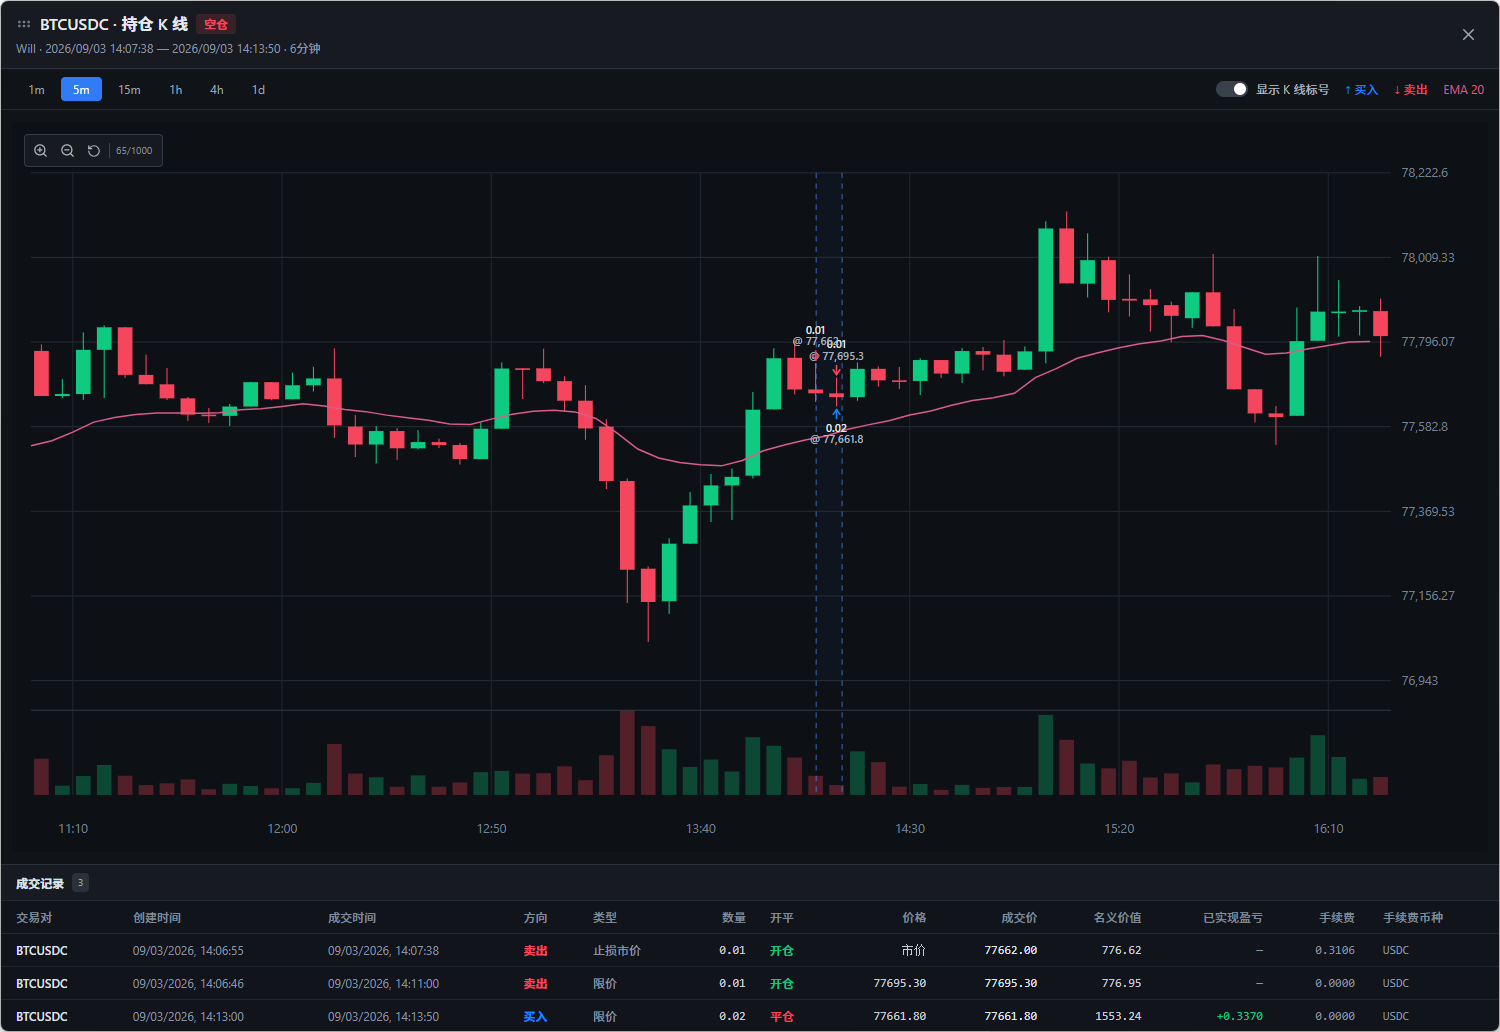 BTCUSDC · 持仓 K 线 空仓
Will · 2026/09/03 14:07:38 — 2026/09/03 14:13:50 · 6分钟
1m 5m 15m 1h 4h 1d 显示 K 线标号 ↑ 买入 ↓ 卖出 EMA 20
65/1000
78,222.6
78,009.33
77,796.07
77,582.8
77,369.53
77,156.27
76,943
0.01
0.01
@ 77,695.3
0.02
@ 77,661.8
11:10 12:00 12:50 13:40 14:30 15:20 16:10
成交记录 3
交易对 创建时间 成交时间 方向 类型 数量 开平 价格 成交价 名义价值 已实现盈亏 手续费 手续费币种
BTCUSDC 09/03/2026, 14:06:55 09/03/2026, 14:07:38 卖出 止损市价 0.01 开仓 市价 77662.00 776.62 — 0.3106 USDC
BTCUSDC 09/03/2026, 14:06:46 09/03/2026, 14:11:00 卖出 限价 0.01 开仓 77695.30 77695.30 776.95 — 0.0000 USDC
BTCUSDC 09/03/2026, 14:13:00 09/03/2026, 14:13:50 买入 限价 0.02 平仓 77661.80 77661.80 1553.24 +0.3370 0.0000 USDC